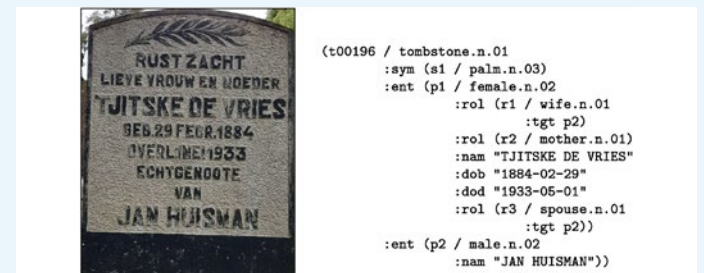 RUST ZACHT
LIEVE VROUW EN MOEDER
TJITSKE DE VRIES
GEB. 29 FEBR. 1884
OVERL. 1 MEI 1933
ECHTGENOOTE
VAN
JAN HUISMAN
(t00196 / tombstone.n.01
:sym (s1 / palm.n.03)
:ent (p1 / female.n.02
:rol (r1 / wife.n.01
:tgt p2)
:rol (r2 / mother.n.01)
:nam "TJITSKE DE VRIES"
:dob "1884-02-29"
:dod "1933-05-01"
:rol (r3 / spouse.n.01
:tgt p2))
:ent (p2 / male.n.02
:nam "JAN HUISMAN"))